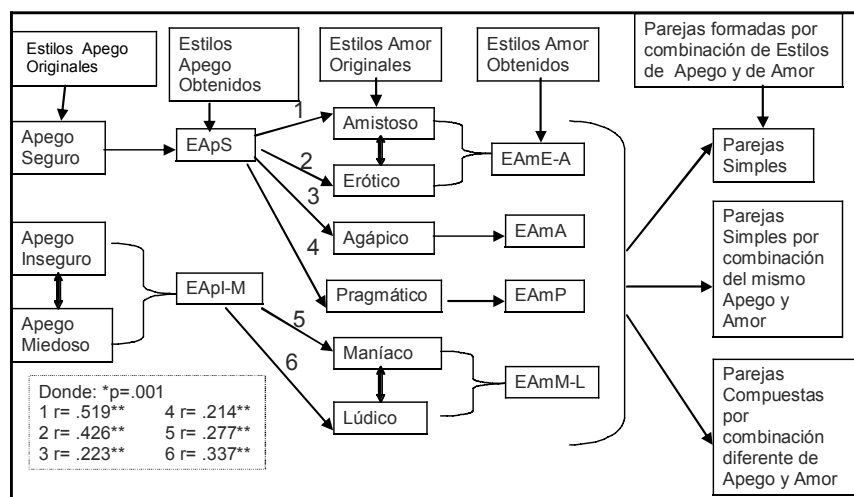 Estilos Apego
Originales
Estilos
Apego
Obtenidos
Estilos Amor
Originales
Estilos Amor
Obtenidos
Parejas formadas por
combinación de Estilos
de Apego y de Amor
Apego
Seguro
EApS
1
2
3
4
Amistoso
Erótico
EAmE-A
Agápico
EAmA
Pragmático
EAmP
Apego
Inseguro
Apego
Miedoso
EApI-M
5
6
Maníaco
Lúdico
EAmM-L
Parejas
Simples
Parejas
Simples por
combinación
del mismo
Apego y
Amor
Parejas
Compuestas
por
combinación
diferente de
Apego y Amor
Donde: *p=.001
1 r= .519** 4 r= .214**
2 r= .426** 5 r= .277**
3 r= .223** 6 r= .337**